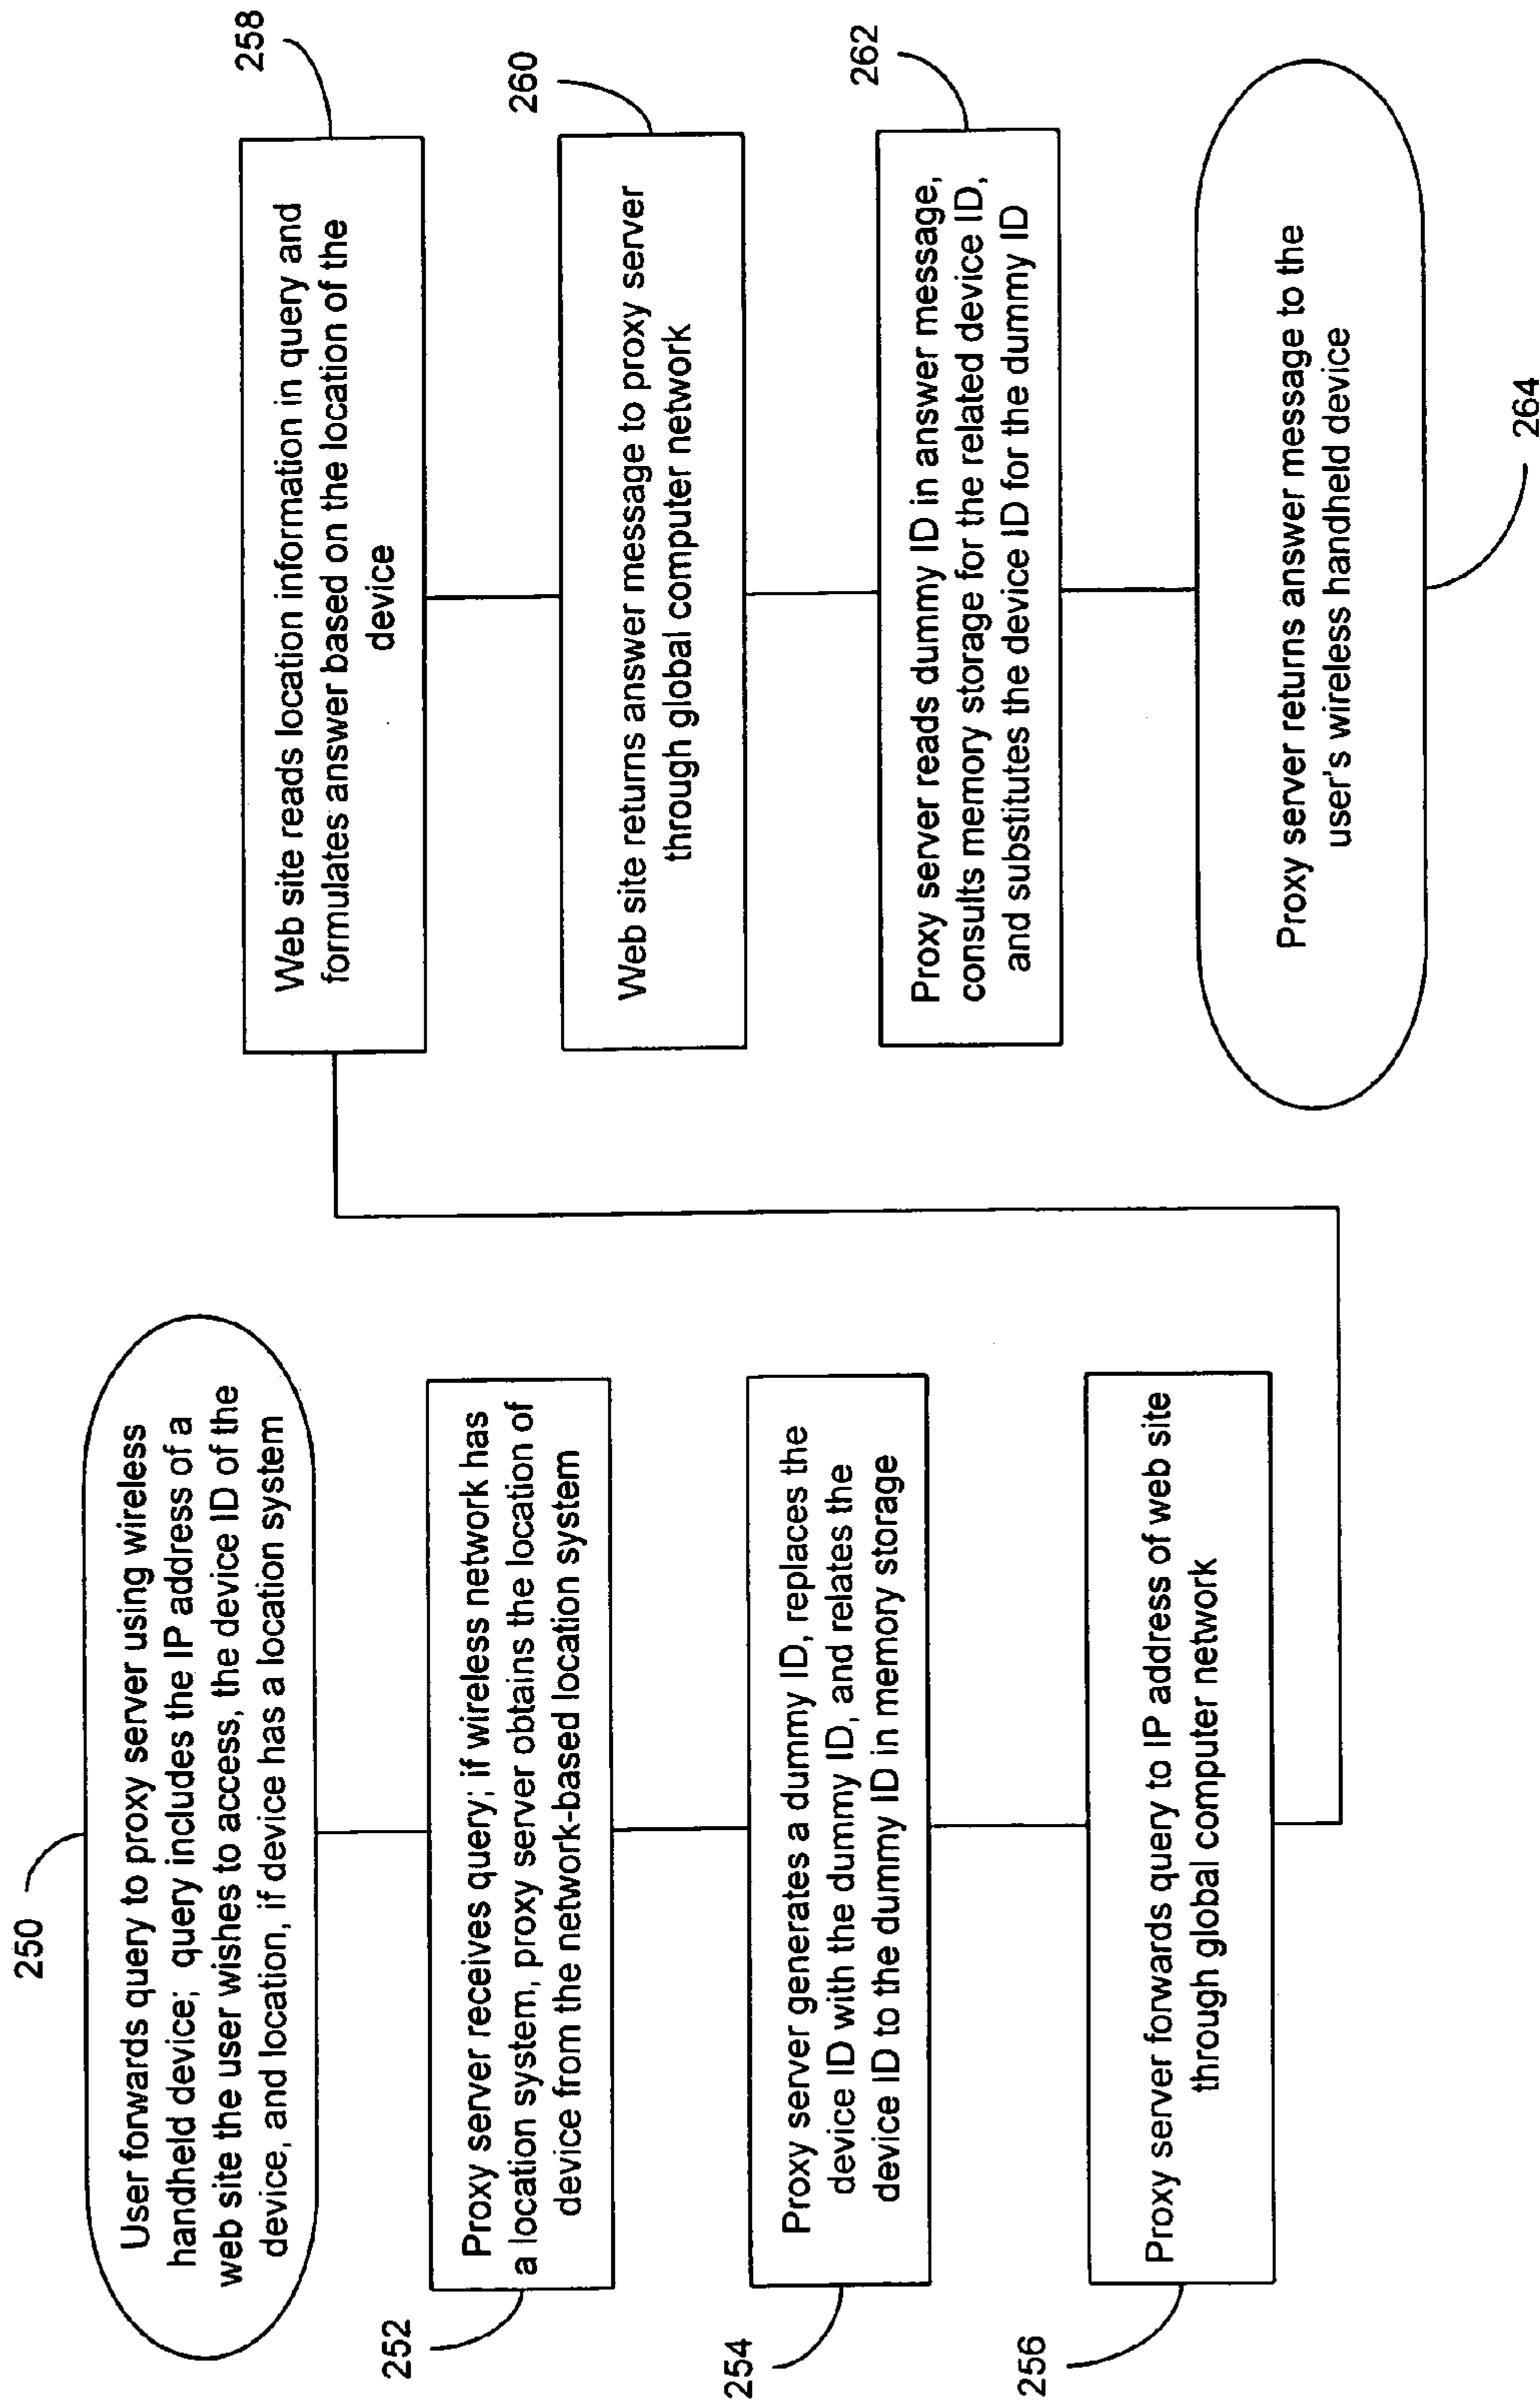 250
User forwards query to proxy server using wireless
handheld device; query includes the IP address of a
web site the user wishes to access, the device ID of the
device, and location, if device has a location system
252
Proxy server receives query; if wireless network has
a location system, proxy server obtains the location of
device from the network-based location system
254
Proxy server generates a dummy ID, replaces the
device ID with the dummy ID, and relates the
device ID to the dummy ID in memory storage
256
Proxy server forwards query to IP address of web site
through global computer network
258
Web site reads location information in query and
formulates answer based on the location of the
device
260
Web site returns answer message to proxy server
through global computer network
262
Proxy server reads dummy ID in answer message,
consults memory storage for the related device ID,
and substitutes the device ID for the dummy ID
Proxy server returns answer message to the
user's wireless handheld device
264